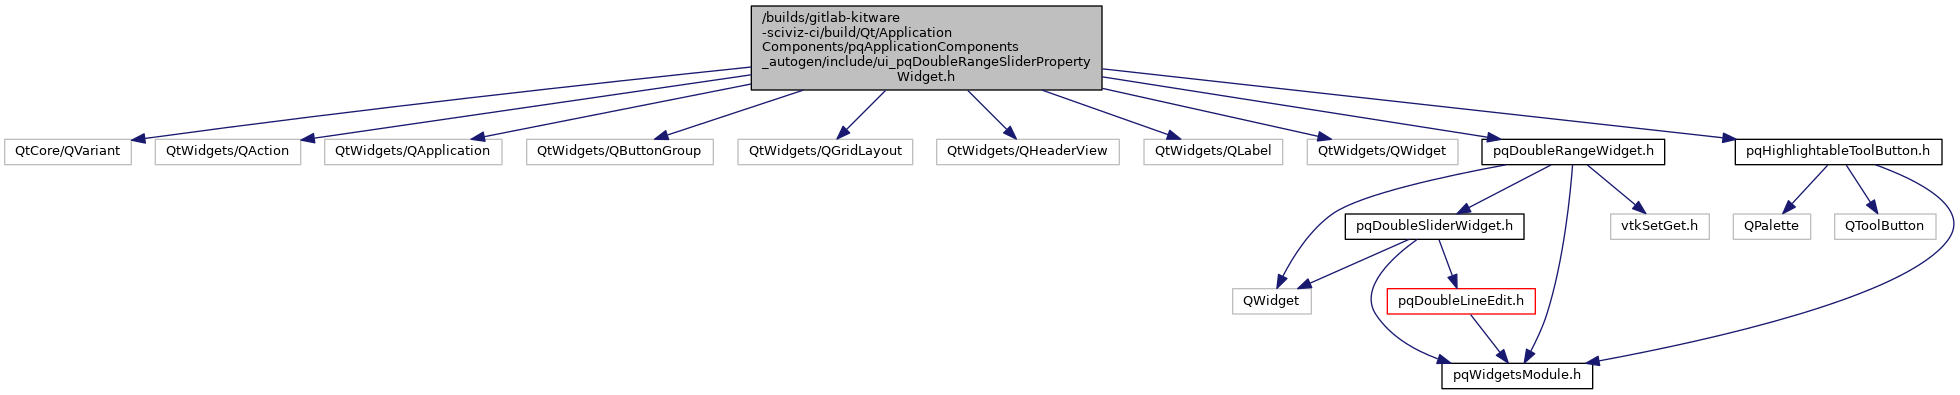 /builds/gitlab-kitware
-sciviz-ci/build/Qt/Application
Components/pqApplicationComponents
_autogen/include/ui_pqDoubleRangeSliderProperty
Widget.h
QtCore/QVariant
QtWidgets/QAction
QtWidgets/QApplication
QtWidgets/QButtonGroup
QtWidgets/QGridLayout
QtWidgets/QHeaderView
QtWidgets/QLabel
QtWidgets/QWidget
pqDoubleRangeWidget.h
pqHighlightableToolButton.h
pqDoubleSliderWidget.h
vtkSetGet.h
QPalette
QToolButton
QWidget
pqDoubleLineEdit.h
pqWidgetsModule.h